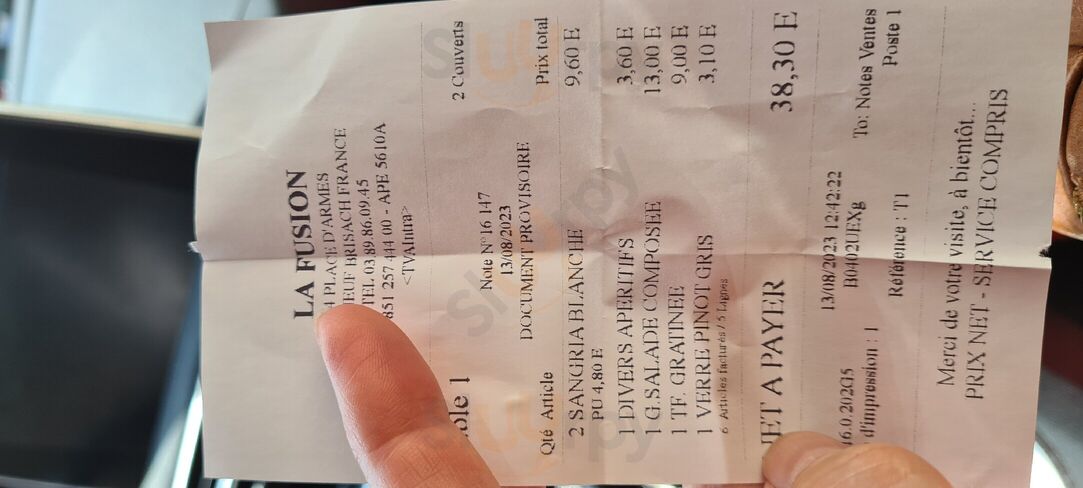 LA FUSION
4 PLACE D'ARMES
EUF BRISACH FRANCE
TEL 03.89.86.09.45
851 257 444 00 - APE 5610A
<TVAIntra>
ble 1 2 Couverts
Note N°16 147
13/08/2023
DOCUMENT PROVISOIRE
Qté Article Prix total
2 SANGRIA BLANCHE 9,60 E
PU 4,80 E
1 DIVERS APERITIFS 3,60 E
1 G.SALADE COMPOSEE 13,00 E
1 TF. GRATINEE 9,00 E
1 VERRE PINOT GRIS 3,10 E
6 Articles facturés / 5 Lignes
NET A PAYER 38,30 E
13/08/2023 12:42:22
B0402UEXg
d'impression : 1 To: Notes Ventes
Référence : T1 Poste 1
Merci de votre visite, à bientôt...
PRIX NET - SERVICE COMPRIS
Sluurpy
Sluurpy
Sluurpy